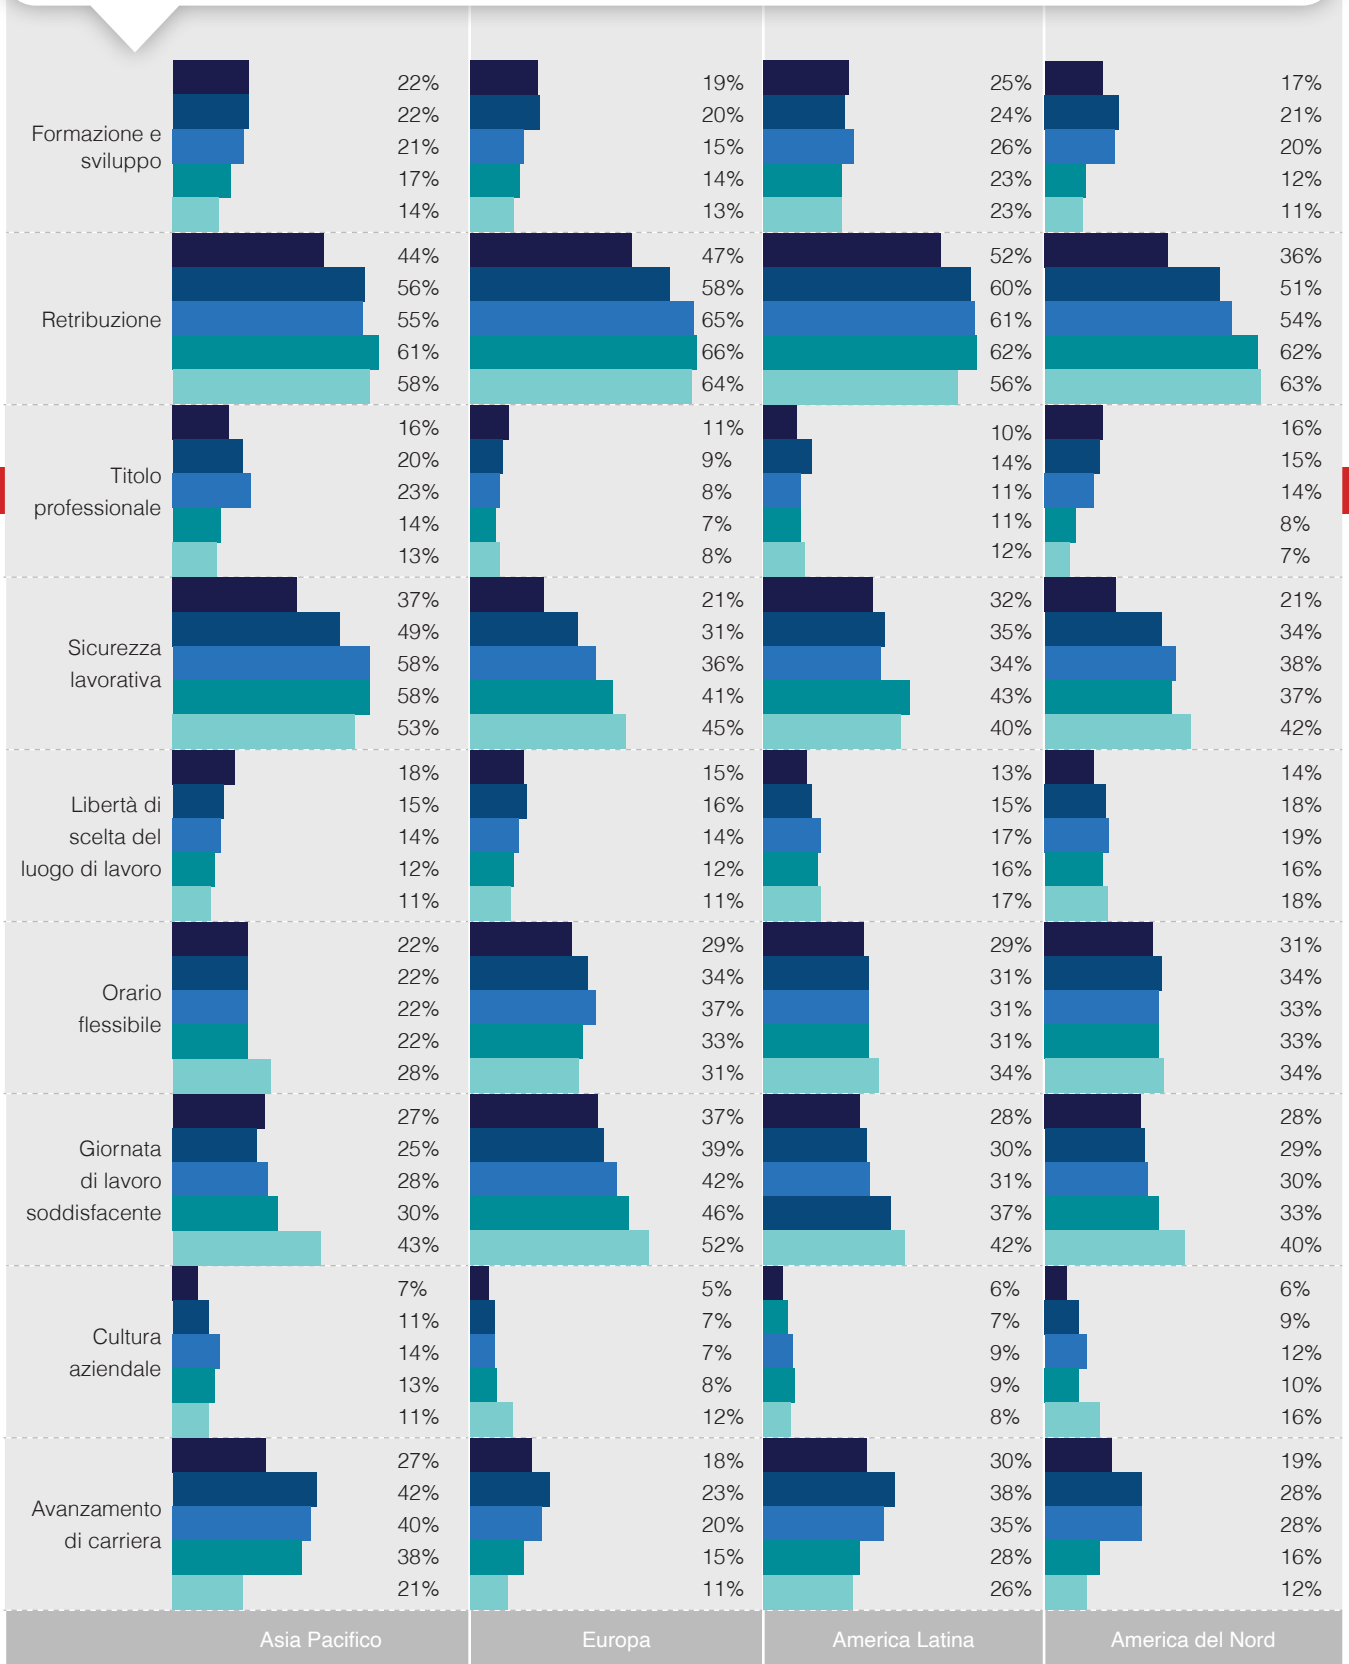 22% 19% 25% 17%
22% 20% 24% 21%
Formazione e
21% 15% 26% 20%
sviluppo
17% 14% 23% 12%
14% 13% 23% 11%
44% 47% 52% 36%
56% 58% 60% 51%
Retribuzione
55% 65% 61% 54%
61% 66% 62% 62%
58% 64% 56% 63%
16% 11% 10% 16%
20% 9% 14% 15%
Titolo
23% 8% 11% 14%
professionale
14% 7% 11% 8%
13% 8% 12% 7%
37% 21% 32% 21%
49% 31% 35% 34%
Sicurezza
58% 36% 34% 38%
lavorativa
58% 41% 43% 37%
53% 45% 40% 42%
18% 15% 13% 14%
Libertà di 15% 16% 15% 18%
scelta del 14% 14% 17% 19%
luogo di lavoro 12% 12% 16% 16%
11% 11% 17% 18%
22% 29% 29% 31%
22% 34% 31% 34%
Orario
22% 37% 31% 33%
flessibile
22% 33% 31% 33%
28% 31% 34% 34%
27% 37% 28% 28%
Giornata 25% 39% 30% 29%
di lavoro 28% 42% 31% 30%
soddisfacente 30% 46% 37% 33%
43% 52% 42% 40%
7% 5% 6% 6%
11% 7% 7% 9%
Cultura
14% 7% 9% 12%
aziendale
13% 8% 9% 10%
11% 12% 8% 16%
27% 18% 30% 19%
42% 23% 38% 28%
Avanzamento
40% 20% 35% 28%
di carriera
38% 15% 28% 16%
21% 11% 26% 12%
Asia Pacifico Europa America Latina America del Nord